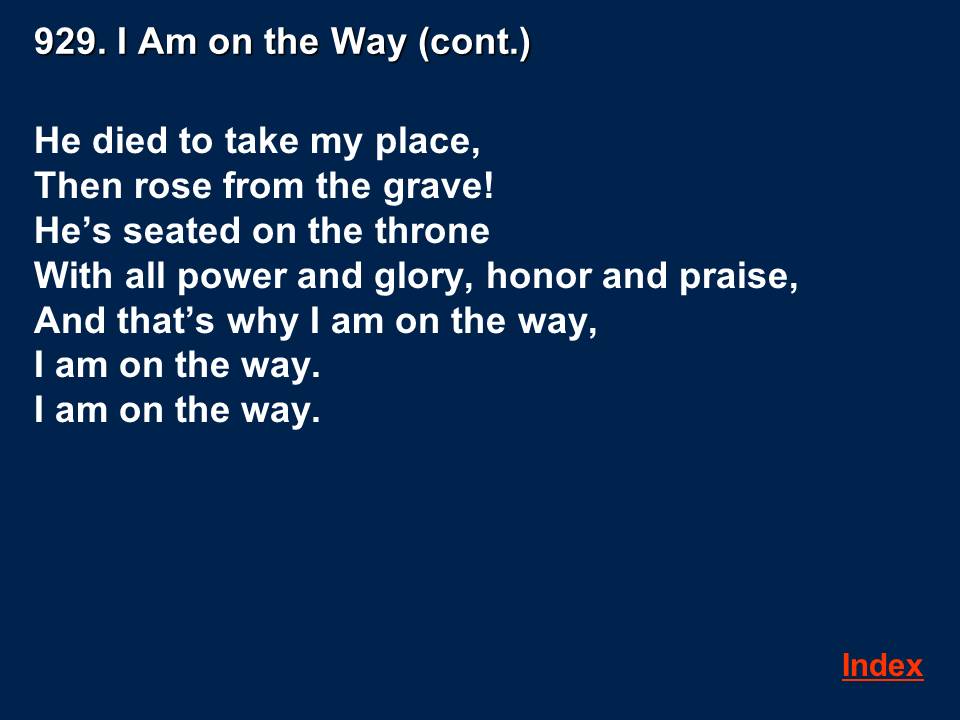 929. I Am on the Way (cont.)
He died to take my place,
Then rose from the grave!
He’s seated on the throne
With all power and glory, honor and praise,
And that’s why I am on the way,
I am on the way.
I am on the way.
Index